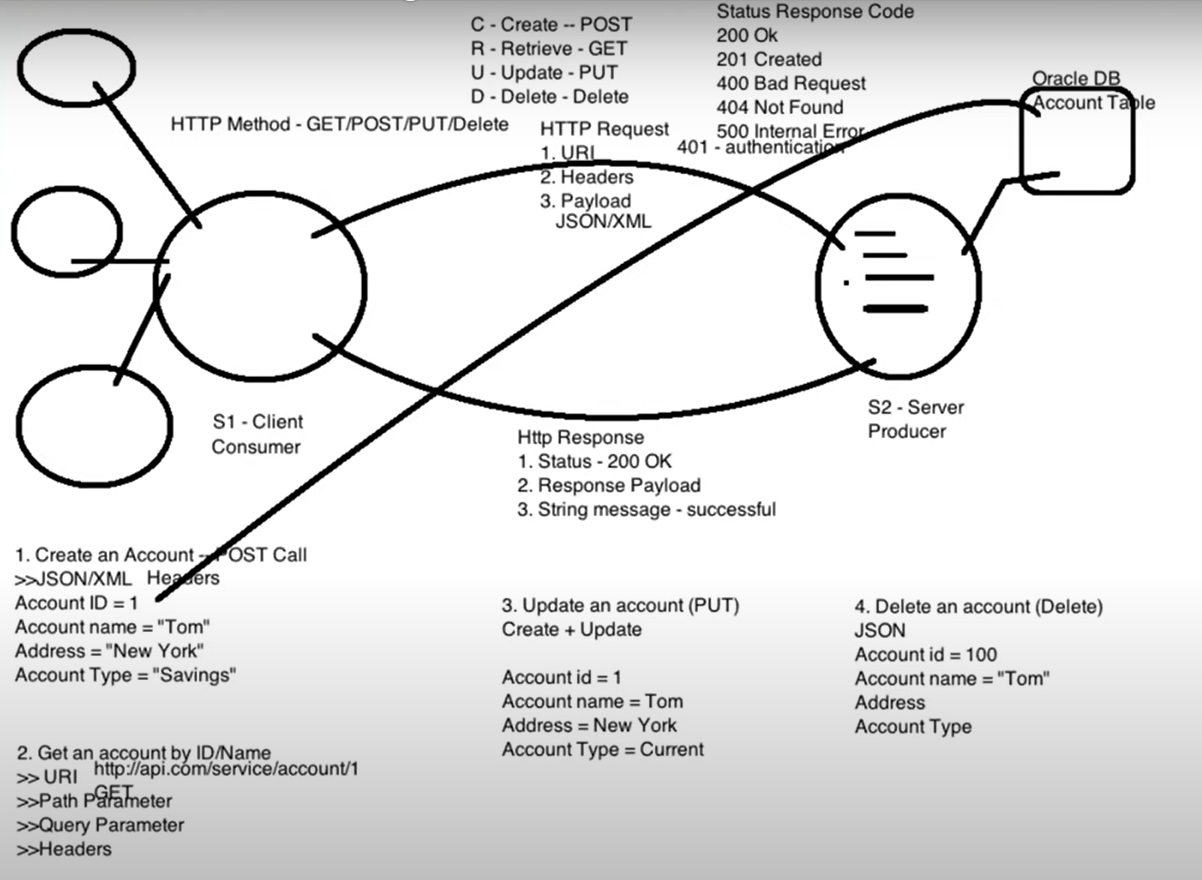 C - Create -- POST
R - Retrieve - GET
U - Update - PUT
D - Delete - Delete
Status Response Code
200 Ok
201 Created
400 Bad Request
404 Not Found
500 Internal Error
401 - authentication
Oracle DB
Account Table
HTTP Method - GET/POST/PUT/Delete
HTTP Request
1. URI
2. Headers
3. Payload
JSON/XML
S1 - Client
Consumer
S2 - Server
Producer
Http Response
1. Status - 200 OK
2. Response Payload
3. String message - successful
1. Create an Account -- POST Call
>>JSON/XML Headers
Account ID = 1
Account name = "Tom"
Address = "New York"
Account Type = "Savings"
2. Get an account by ID/Name
>> URI http://api.com/service/account/1
GET
>>Path Parameter
>>Query Parameter
>>Headers
3. Update an account (PUT)
Create + Update
Account id = 1
Account name = Tom
Address = New York
Account Type = Current
4. Delete an account (Delete)
JSON
Account id = 100
Account name = "Tom"
Address
Account Type